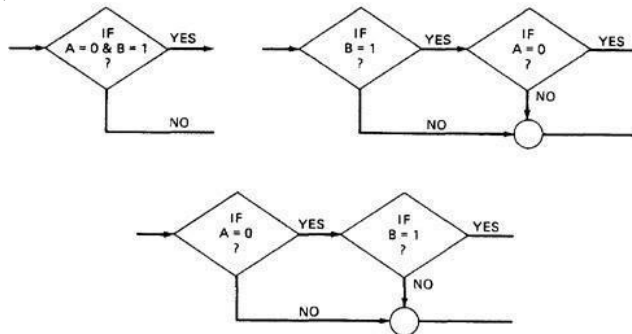 IF
A = 0 & B = 1
?
YES
NO
IF
B = 1
?
YES
NO
IF
A = 0
?
YES
NO
IF
A = 0
?
YES
NO
IF
B = 1
?
YES
NO